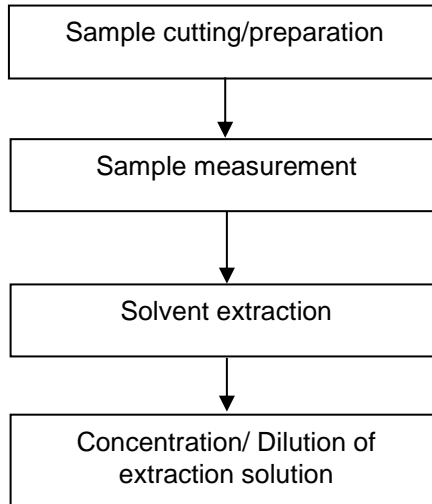 Sample cutting/preparation
Sample measurement
Solvent extraction
Concentration/ Dilution of
extraction solution